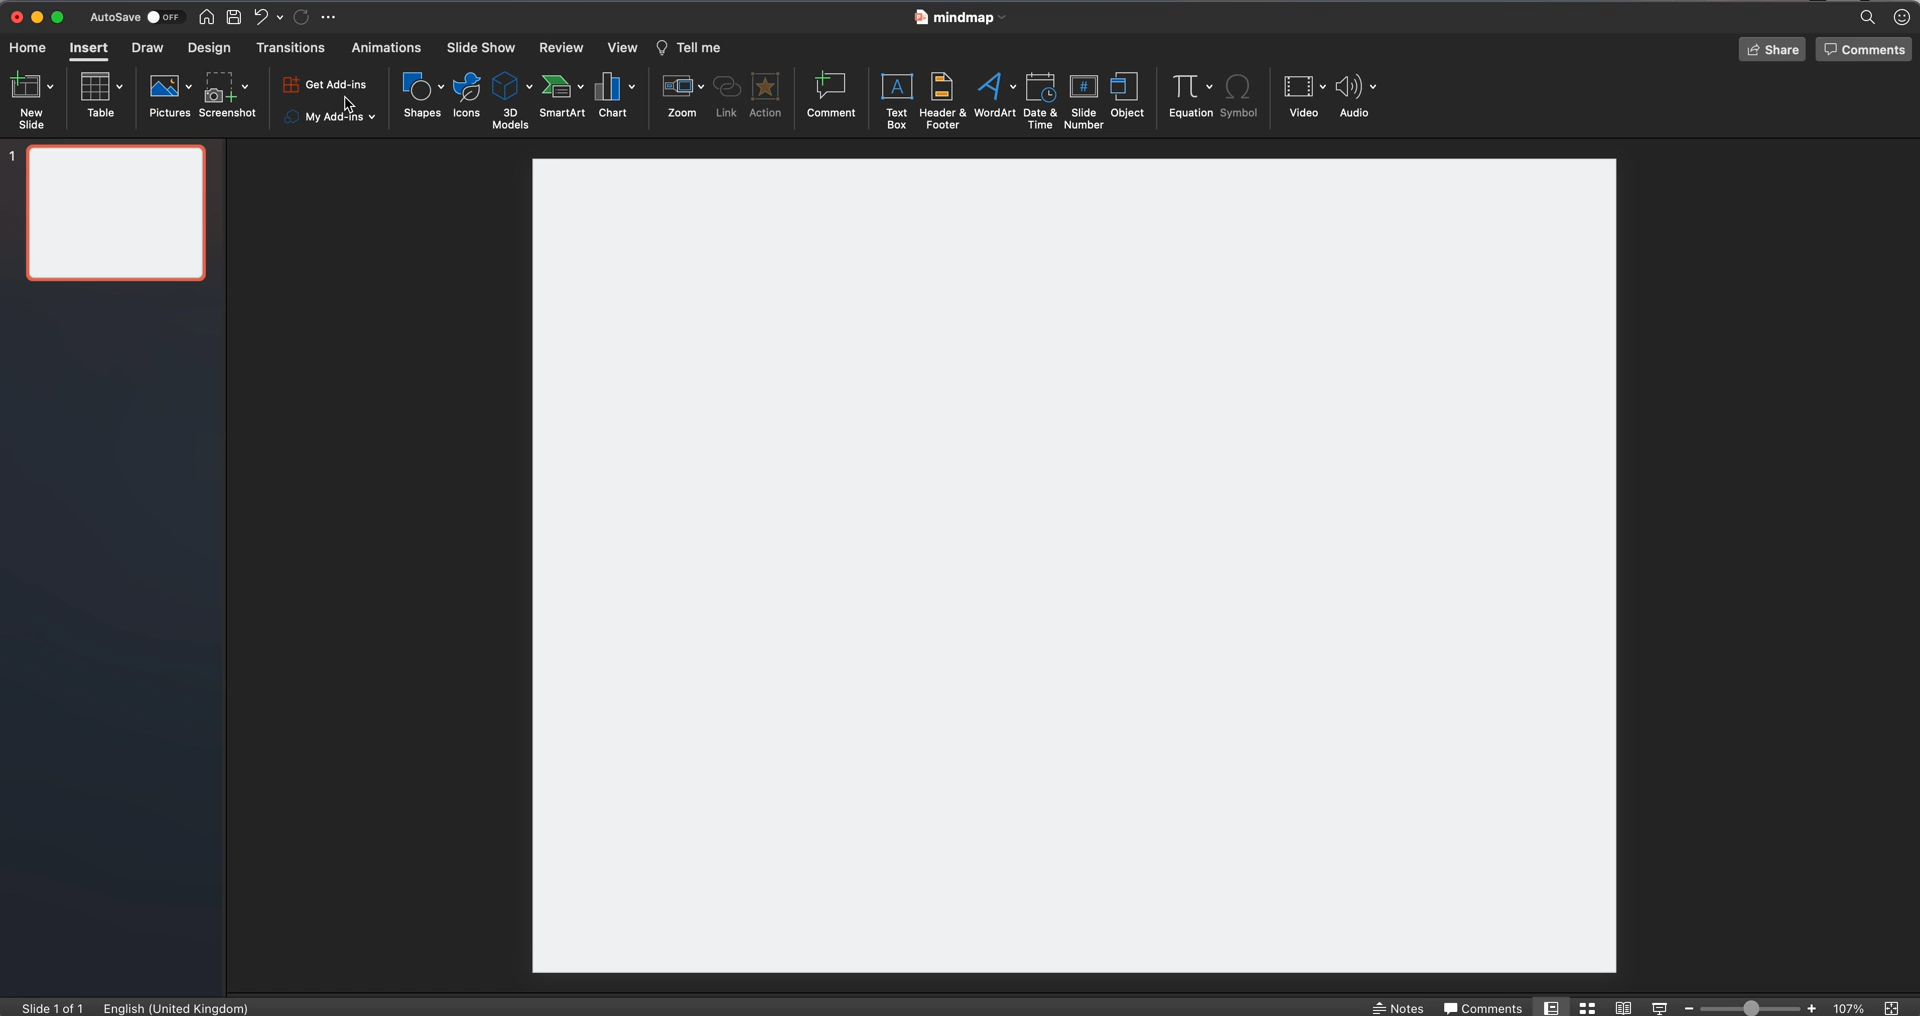 AutoSave OFF mindmap
Home Insert Draw Design Transitions Animations Slide Show Review View Tell me Share Comments
New Slide
Table
Pictures
Screenshot
Get Add-ins
My Add-ins
Shapes
Icons
3D Models
SmartArt
Chart
Zoom
Link
Action
Comment
Text Box
Header & Footer
WordArt
Date & Time
Slide Number
Object
Equation
Symbol
Video
Audio
1
Slide 1 of 1 English (United Kingdom) Notes Comments 107%